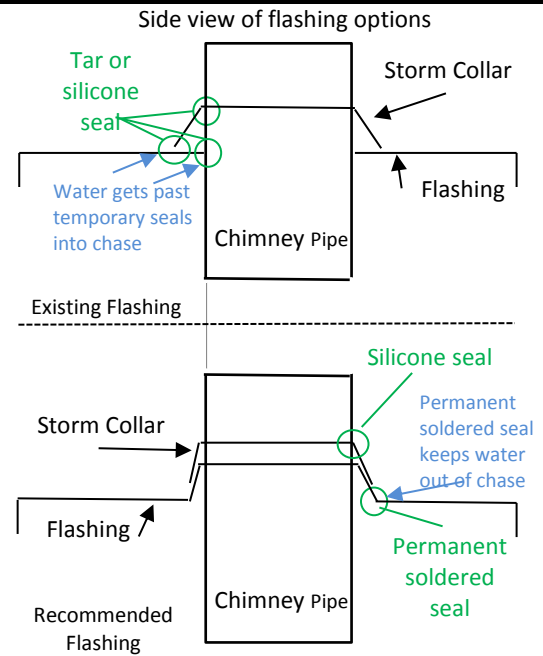 Side view of flashing options
Tar or
silicone
seal
Storm Collar
Water gets past
temporary seals
into chase
Flashing
Chimney Pipe
Existing Flashing
Silicone seal
Storm Collar
Permanent
soldered seal
keeps water
out of chase
Flashing
Permanent
soldered
seal
Chimney Pipe
Recommended
Flashing